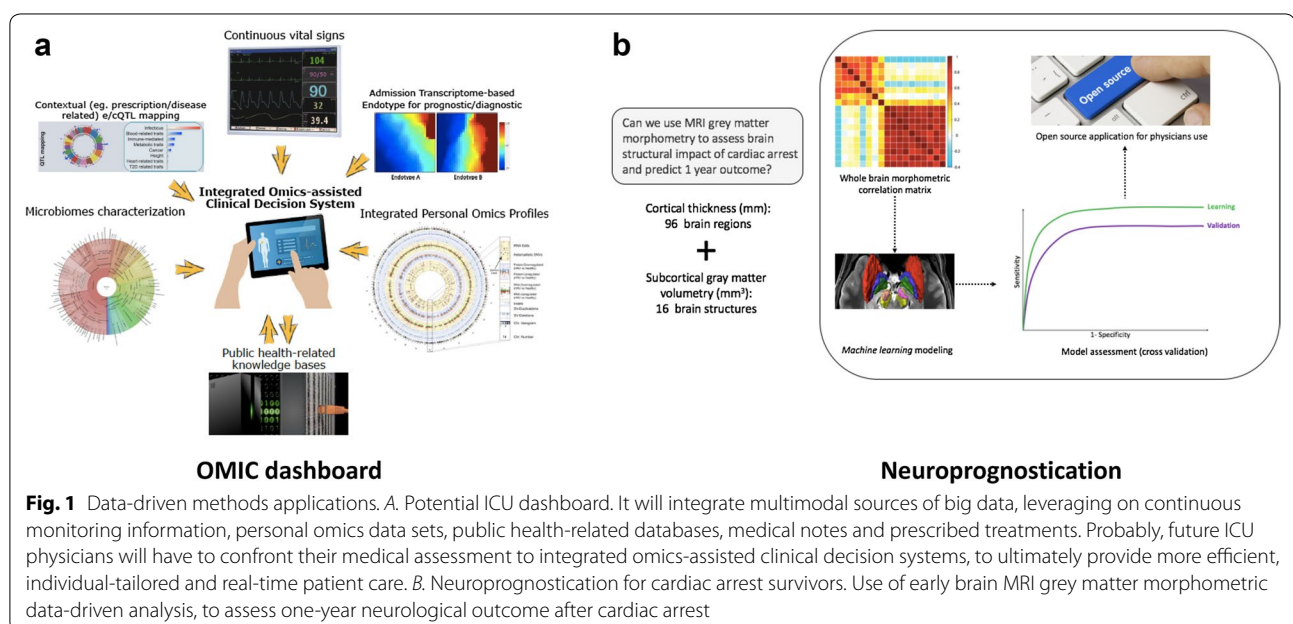 a
Continuous vital signs
104
90/50
90
32
39.4
Contextual (eg. prescription/disease
related) e/cQTL mapping
QTL mapping
Infectious
Blood-related traits
Immune-mediated
Metabolic traits
Cancer
Height
Heart-related traits
T2D related traits
Admission Transcriptome-based
Endotype for prognostic/diagnostic
Endotype A
Endotype B
Integrated Omics-assisted
Clinical Decision System
Microbiomes characterization
Integrated Personal Omics Profiles
Public health-related
knowledge bases
OMIC dashboard
b
Can we use MRI grey matter
morphometry to assess brain
structural impact of cardiac arrest
and predict 1 year outcome?
Cortical thickness (mm):
96 brain regions
+
Subcortical gray matter
volumetry (mm³):
16 brain structures
Whole brain morphometric
correlation matrix
Machine learning modeling
Open source
ctrl
Open source application for physicians use
Learning
Validation
Sensitivity
1- Specificity
Model assessment (cross validation)
Neuroprognostication
Fig. 1 Data-driven methods applications. A. Potential ICU dashboard. It will integrate multimodal sources of big data, leveraging on continuous
monitoring information, personal omics data sets, public health-related databases, medical notes and prescribed treatments. Probably, future ICU
physicians will have to confront their medical assessment to integrated omics-assisted clinical decision systems, to ultimately provide more efficient,
individual-tailored and real-time patient care. B. Neuroprognostication for cardiac arrest survivors. Use of early brain MRI grey matter morphometric
data-driven analysis, to assess one-year neurological outcome after cardiac arrest